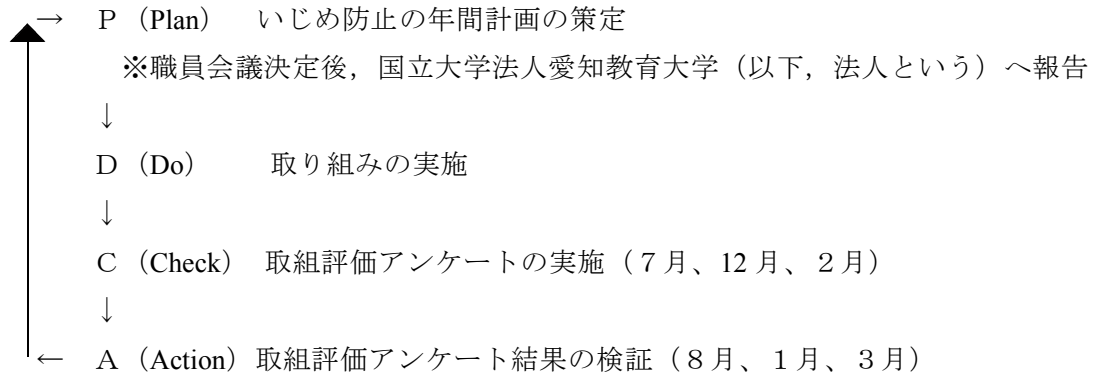 → Ｐ（Plan） いじめ防止の年間計画の策定
※職員会議決定後，国立大学法人愛知教育大学（以下，法人という）へ報告
↓
Ｄ（Do） 取り組みの実施
↓
Ｃ（Check） 取組評価アンケートの実施（７月、12月、２月）
↓
← Ａ（Action）取組評価アンケート結果の検証（８月、１月、３月）